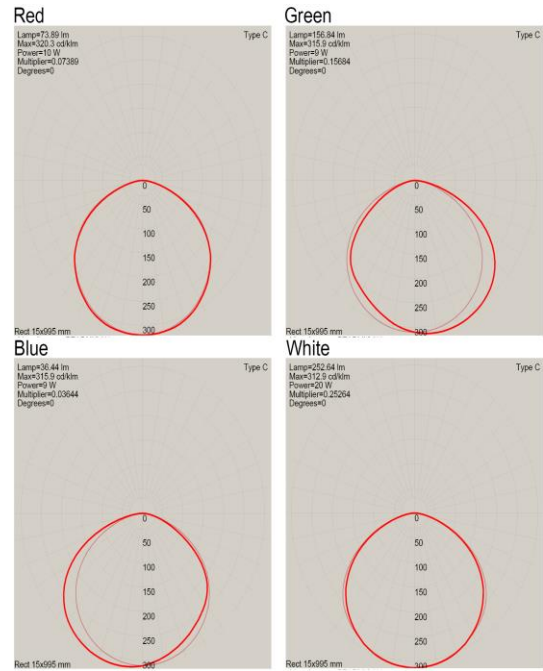 Red
Lamp=73.89 lm
Max=320.3 cd/klm
Power=10 W
Multiplier=0.07389
Degrees=0
Type C
0
50
100
150
200
250
300
Rect 15x995 mm
Green
Lamp=156.84 lm
Max=315.9 cd/klm
Power=9 W
Multiplier=0.15684
Degrees=0
Type C
0
50
100
150
200
250
300
Rect 15x995 mm
Blue
Lamp=36.44 lm
Max=315.9 cd/klm
Power=9 W
Multiplier=0.03644
Degrees=0
Type C
0
50
100
150
200
250
300
Rect 15x995 mm
White
Lamp=252.64 lm
Max=312.9 cd/klm
Power=20 W
Multiplier=0.25264
Degrees=0
Type C
0
50
100
150
200
250
300
Rect 15x995 mm